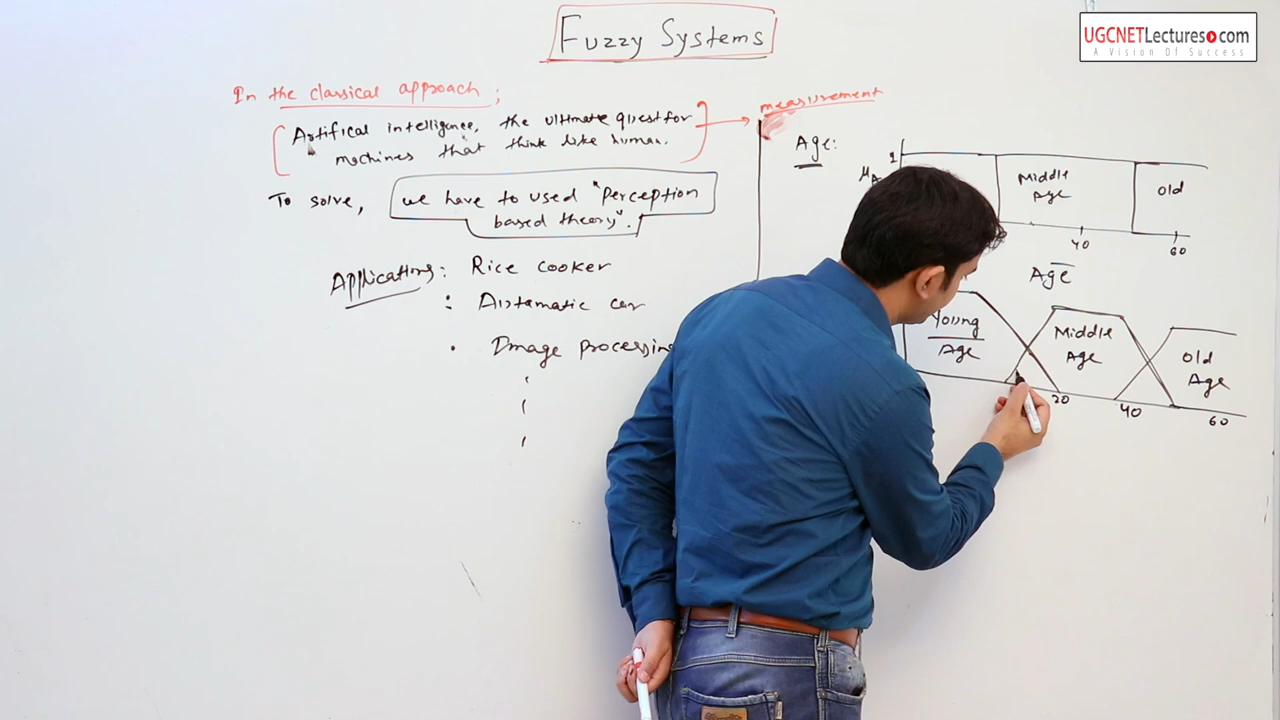 UGCNETLectures.com
A Vision Of Success
Fuzzy Systems
In the classical approach;
Artifical intelligence, the ultimate quest for
machines that think like human.
To solve, we have to used "Perception
based theory".
Applications: Rice cooker
: Aistamatic car
. Image processing
measurement
Age:
1
μA
Middle
Age
Old
40
60
Age
Young
Age
Middle
Age
Old
Age
20
40
60